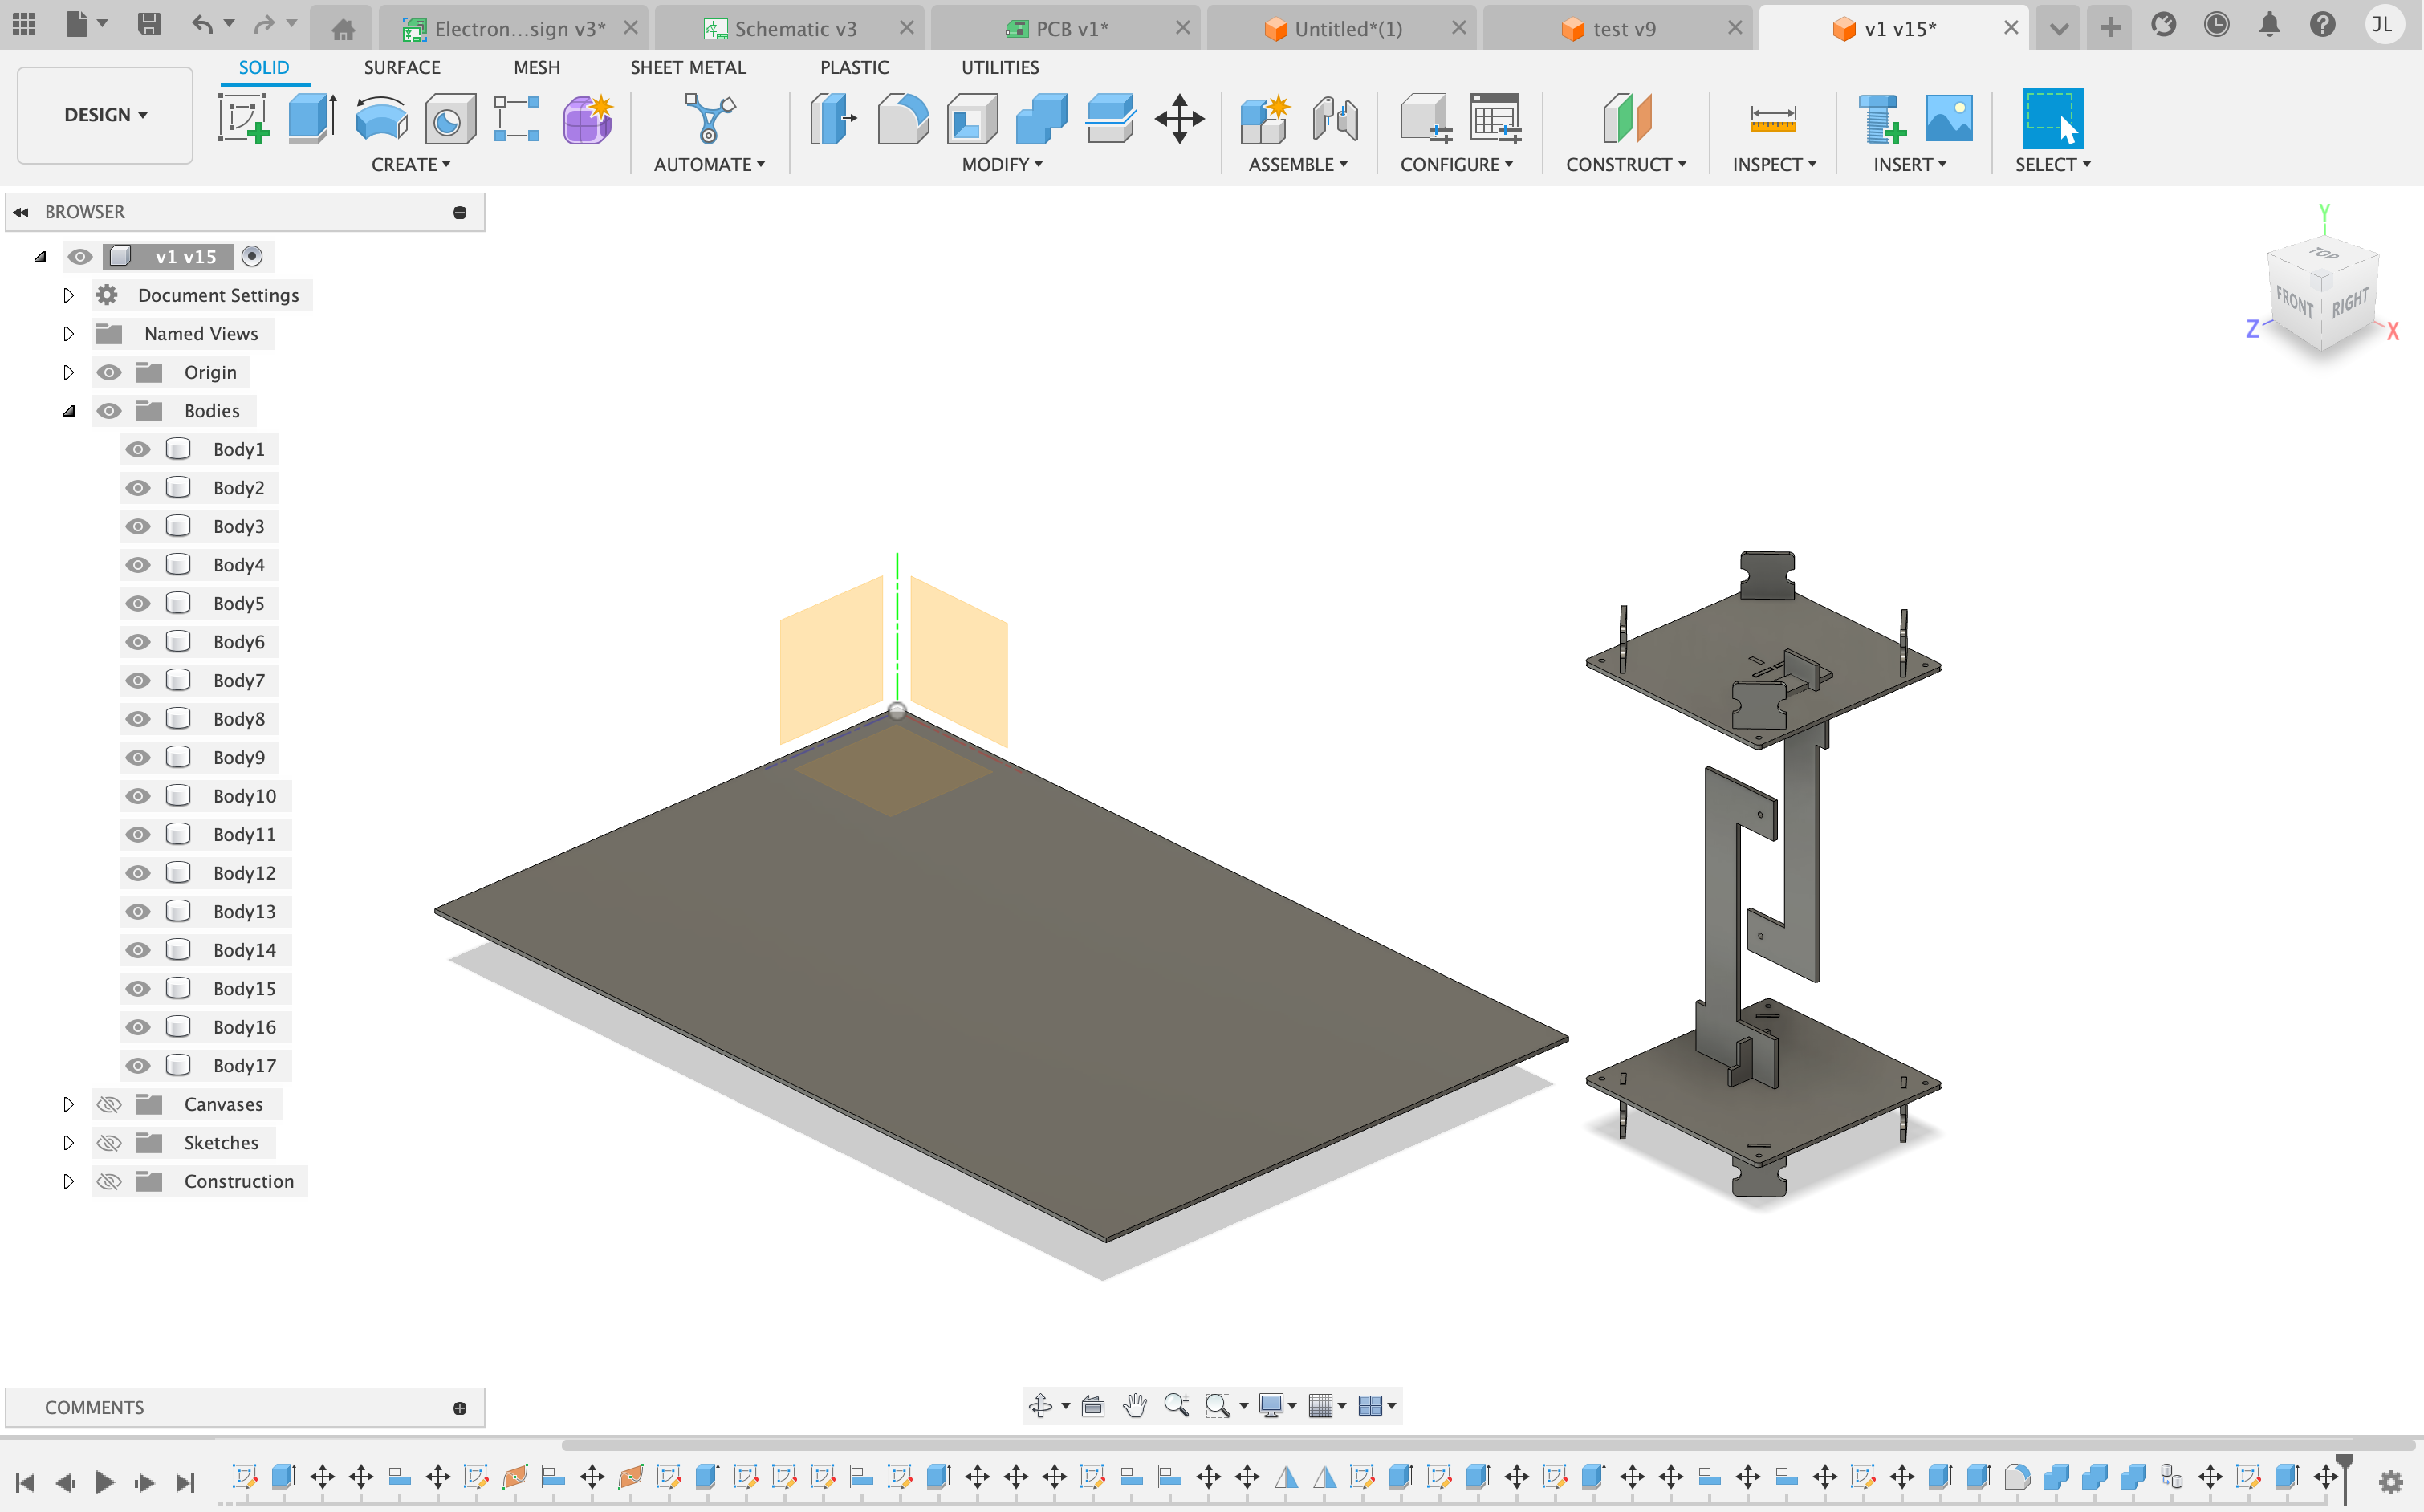 Electron...sign v3*
Schematic v3
PCB v1*
Untitled*(1)
test v9
v1 v15*
JL
DESIGN
SOLID
SURFACE
MESH
SHEET METAL
PLASTIC
UTILITIES
CREATE
AUTOMATE
MODIFY
ASSEMBLE
CONFIGURE
CONSTRUCT
INSPECT
INSERT
SELECT
BROWSER
v1 v15
Document Settings
Named Views
Origin
Bodies
Body1
Body2
Body3
Body4
Body5
Body6
Body7
Body8
Body9
Body10
Body11
Body12
Body13
Body14
Body15
Body16
Body17
Canvases
Sketches
Construction
Y
TOP
FRONT
RIGHT
Z
X
COMMENTS